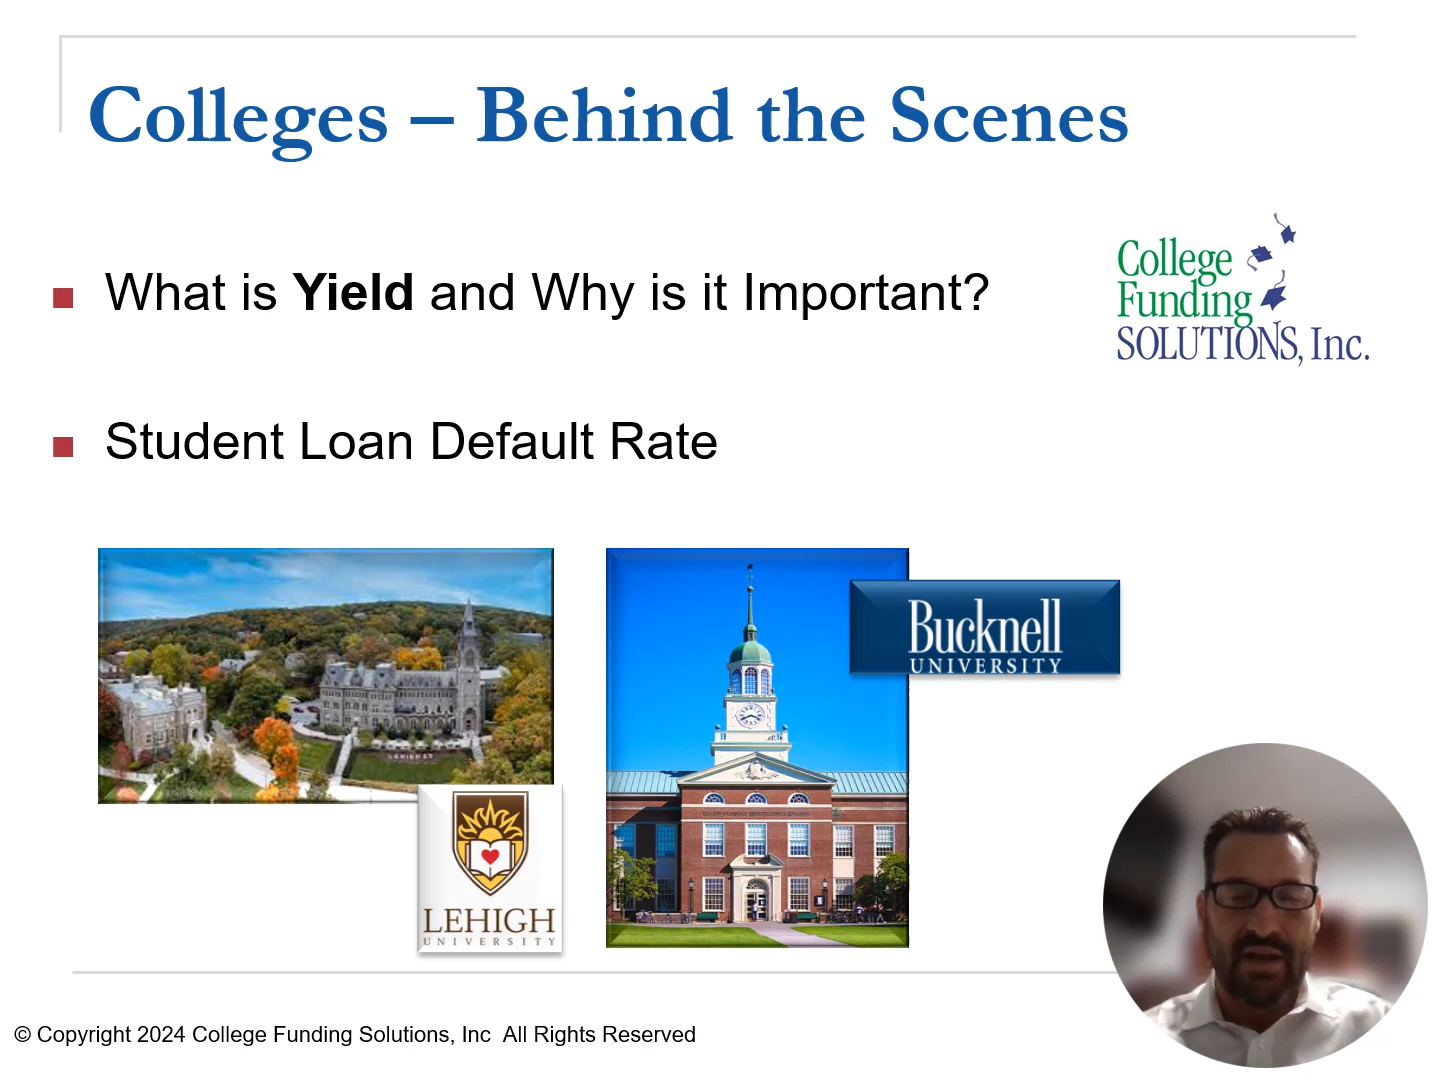 Colleges – Behind the Scenes
What is Yield and Why is it Important?
College
Funding
SOLUTIONS, Inc.
Student Loan Default Rate
Bucknell
UNIVERSITY
LEHIGH
UNIVERSITY
© Copyright 2024 College Funding Solutions, Inc All Rights Reserved